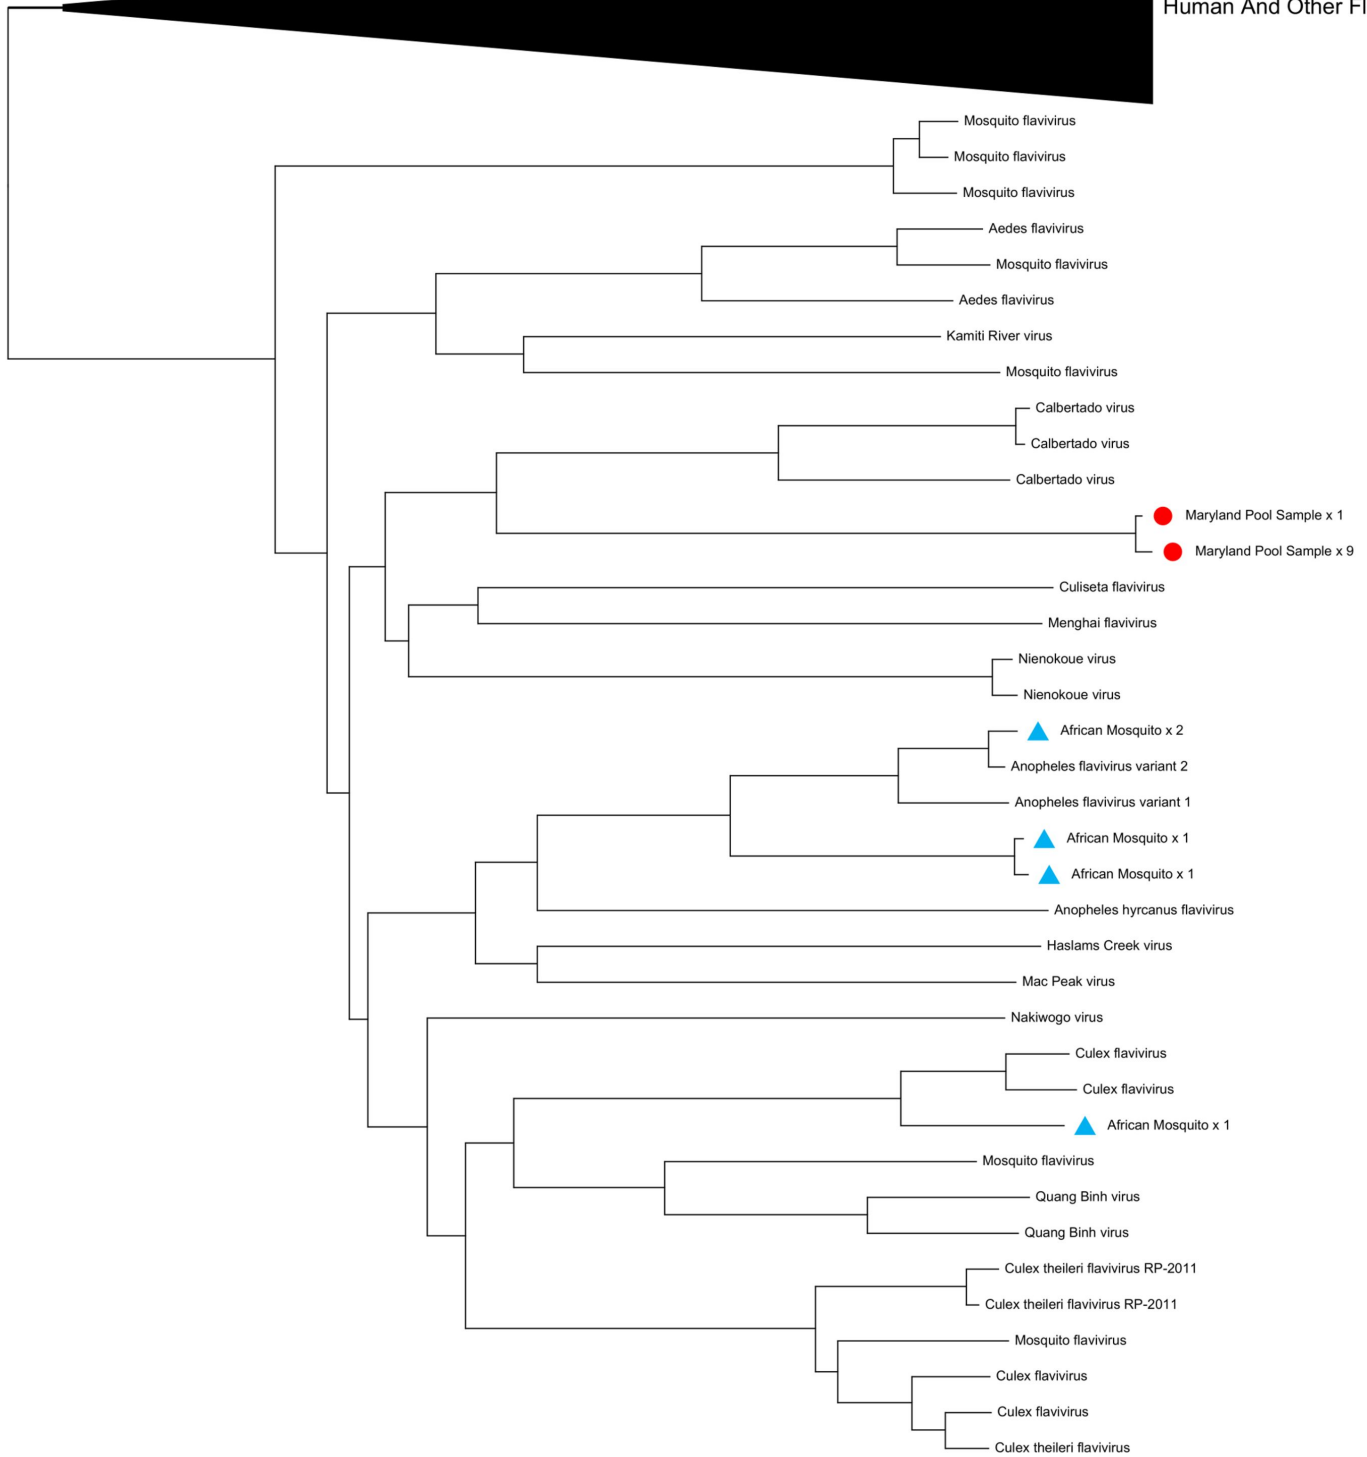 Human And Other Fl
Mosquito flavivirus
Mosquito flavivirus
Mosquito flavivirus
Aedes flavivirus
Mosquito flavivirus
Aedes flavivirus
Kamiti River virus
Mosquito flavivirus
Calbertado virus
Calbertado virus
Calbertado virus
Maryland Pool Sample x 1
Maryland Pool Sample x 9
Culiseta flavivirus
Menghai flavivirus
Nienokoue virus
Nienokoue virus
African Mosquito x 2
Anopheles flavivirus variant 2
Anopheles flavivirus variant 1
African Mosquito x 1
African Mosquito x 1
Anopheles hyrcanus flavivirus
Haslams Creek virus
Mac Peak virus
Nakiwogo virus
Culex flavivirus
Culex flavivirus
African Mosquito x 1
Mosquito flavivirus
Quang Binh virus
Quang Binh virus
Culex theileri flavivirus RP-2011
Culex theileri flavivirus RP-2011
Mosquito flavivirus
Culex flavivirus
Culex flavivirus
Culex theileri flavivirus